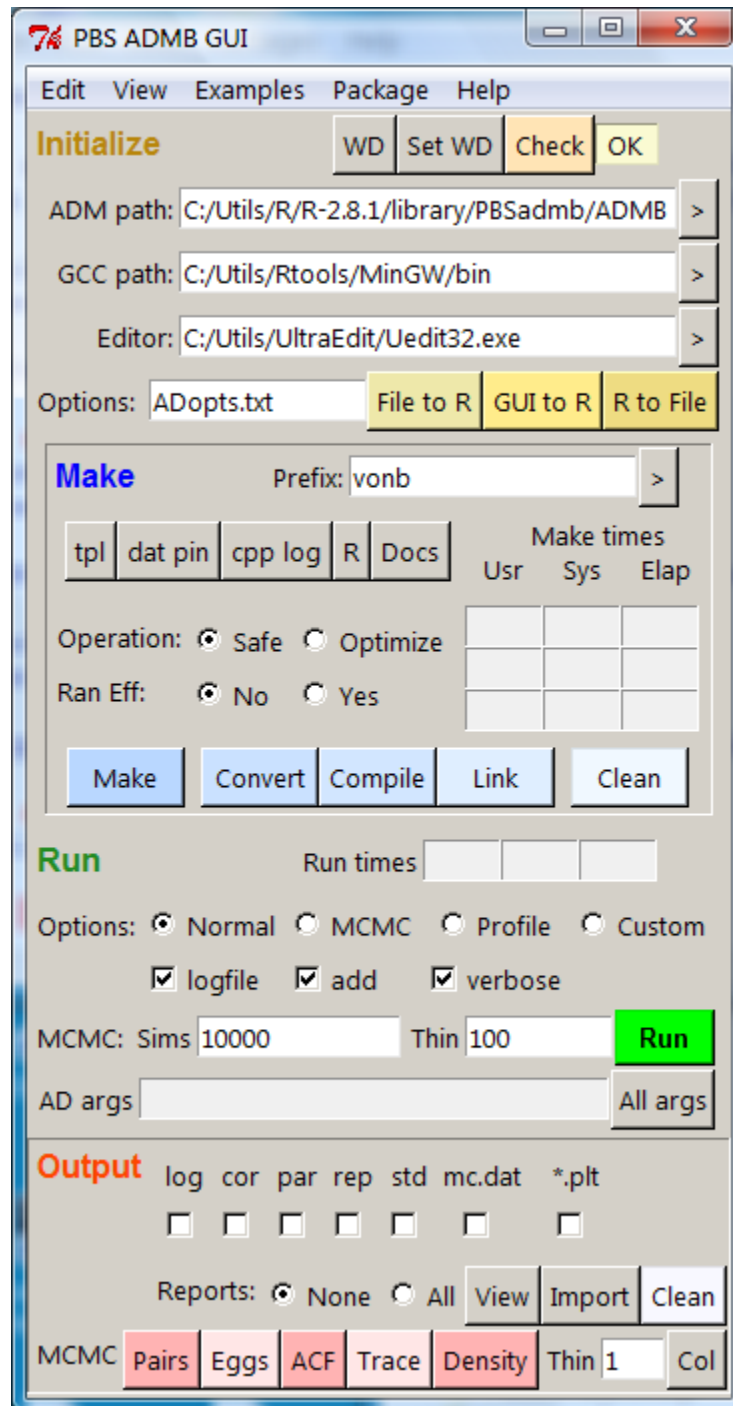 PBS ADMB GUI
Edit View Examples Package Help
Initialize WD Set WD Check OK
ADM path: C:/Utils/R/R-2.8.1/library/PBSadmb/ADMB >
GCC path: C:/Utils/Rtools/MinGW/bin >
Editor: C:/Utils/UltraEdit/Uedit32.exe >
Options: ADopts.txt File to R GUI to R R to File
Make Prefix: vonb >
tpl dat pin cpp log R Docs Make times
Usr Sys Elap
Operation: Safe Optimize
Ran Eff: No Yes
Make Convert Compile Link Clean
Run Run times
Options: Normal MCMC Profile Custom
logfile add verbose
MCMC: Sims 10000 Thin 100 Run
AD args All args
Output log cor par rep std mc.dat *.plt
Reports: None All View Import Clean
MCMC Pairs Eggs ACF Trace Density Thin 1 Col